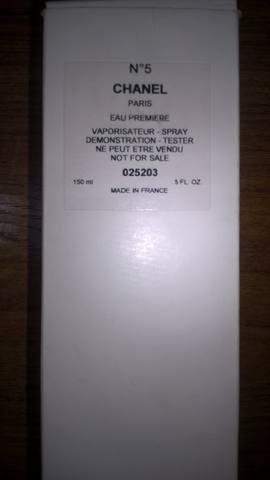 N°5
CHANEL
PARIS
EAU PREMIERE
VAPORISATEUR - SPRAY
DEMONSTRATION - TESTER
NE PEUT ETRE VENDU
NOT FOR SALE
025203
150 ml 5 FL. OZ.
MADE IN FRANCE